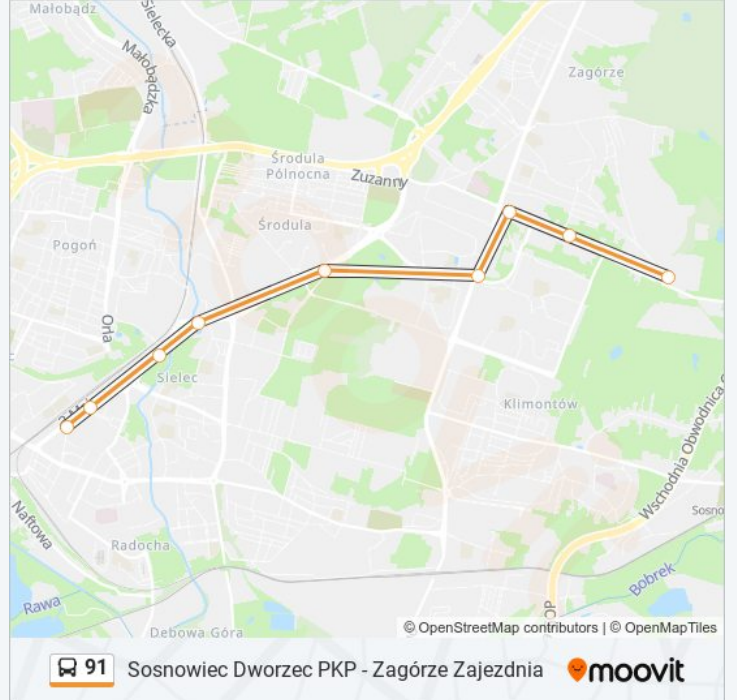 Małobądz
Sielecka
Małobądzka
Zagórze
Środula
Północna
Zuzanny
Środula
Pogoń
Orla
Sielec
Klimontów
Wschodnia Obwodnica
Naftowa
Sosno
Radocha
Bobrek
Rawa
Dębowa Góra
© OpenStreetMap contributors | © OpenMapTiles
91 Sosnowiec Dworzec PKP - Zagórze Zajezdnia moovit